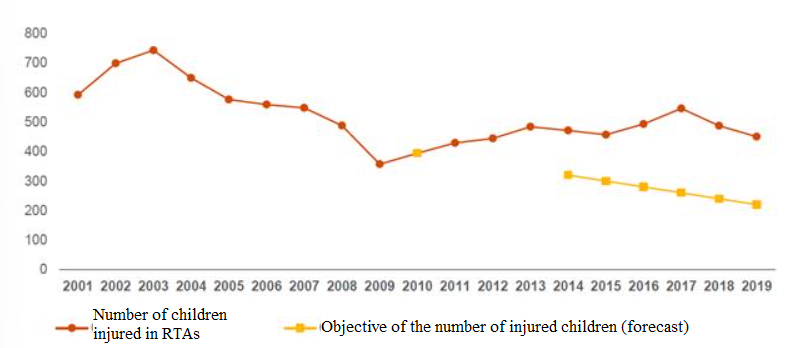 800
700
600
500
400
300
200
100
0
2001 2002 2003 2004 2005 2006 2007 2008 2009 2010 2011 2012 2013 2014 2015 2016 2017 2018 2019
Number of children
injured in RTAs
Objective of the number of injured children (forecast)